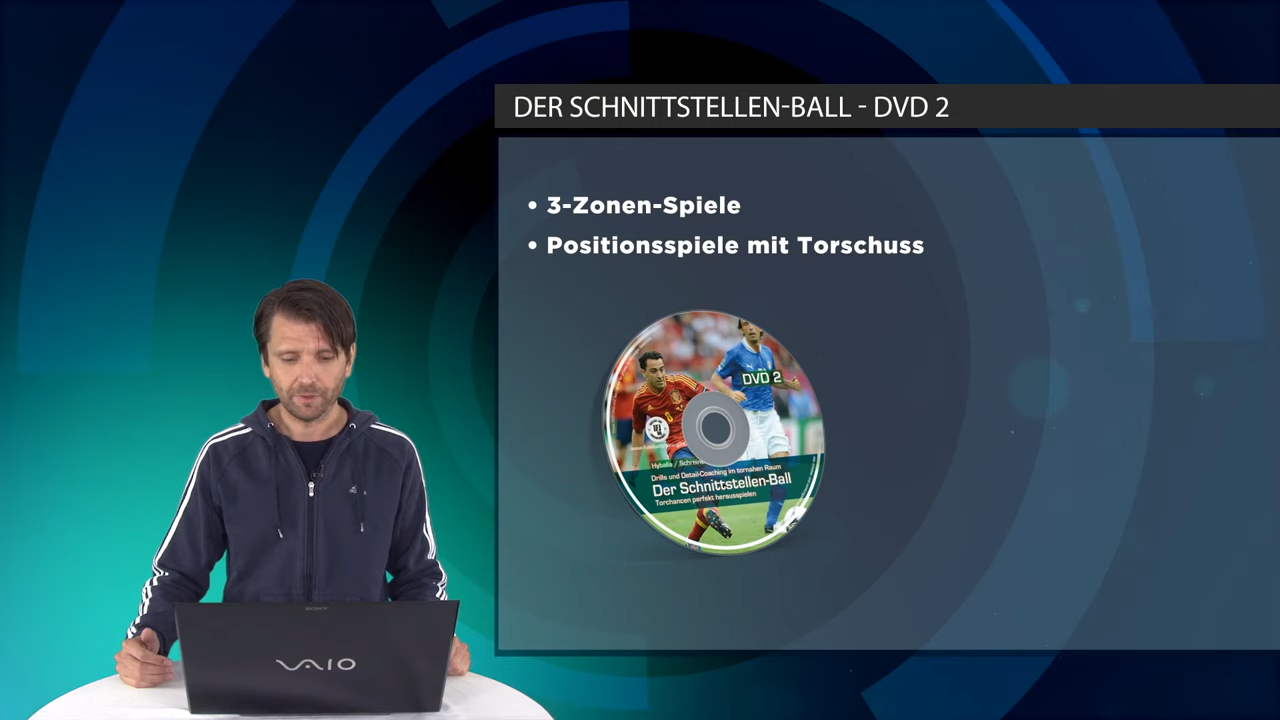 DER SCHNITTSTELLEN-BALL - DVD 2
• 3-Zonen-Spiele
• Positionsspiele mit Torschuss
DVD 2
Drills und Detail-Coaching im tornahen Raum
Der Schnittstellen-Ball
Torchancen perfekt herausspielen
SONY
VAIO